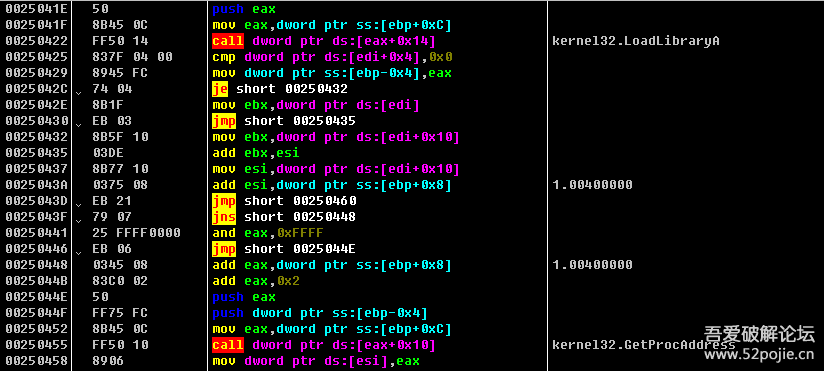 0025041E 50 push eax
0025041F 8B45 0C mov eax,dword ptr ss:[ebp+0xC]
00250422 FF50 14 call dword ptr ds:[eax+0x14] kernel32.LoadLibraryA
00250425 837F 04 00 cmp dword ptr ds:[edi+0x4],0x0
00250429 8945 FC mov dword ptr ss:[ebp-0x4],eax
0025042C 74 04 je short 00250432
0025042E 8B1F mov ebx,dword ptr ds:[edi]
00250430 EB 03 jmp short 00250435
00250432 8B5F 10 mov ebx,dword ptr ds:[edi+0x10]
00250435 03DE add ebx,esi
00250437 8B77 10 mov esi,dword ptr ds:[edi+0x10]
0025043A 0375 08 add esi,dword ptr ss:[ebp+0x8] 1.00400000
0025043D EB 21 jmp short 00250460
0025043F 79 07 jns short 00250448
00250441 25 FFFF0000 and eax,0xFFFF
00250446 EB 06 jmp short 0025044E
00250448 0345 08 add eax,dword ptr ss:[ebp+0x8] 1.00400000
0025044B 83C0 02 add eax,0x2
0025044E 50 push eax
0025044F FF75 FC push dword ptr ss:[ebp-0x4]
00250452 8B45 0C mov eax,dword ptr ss:[ebp+0xC]
00250455 FF50 10 call dword ptr ds:[eax+0x10] kernel32.GetProcAddress
00250458 8906 mov dword ptr ds:[esi],eax
吾爱破解论坛
www.52pojie.cn